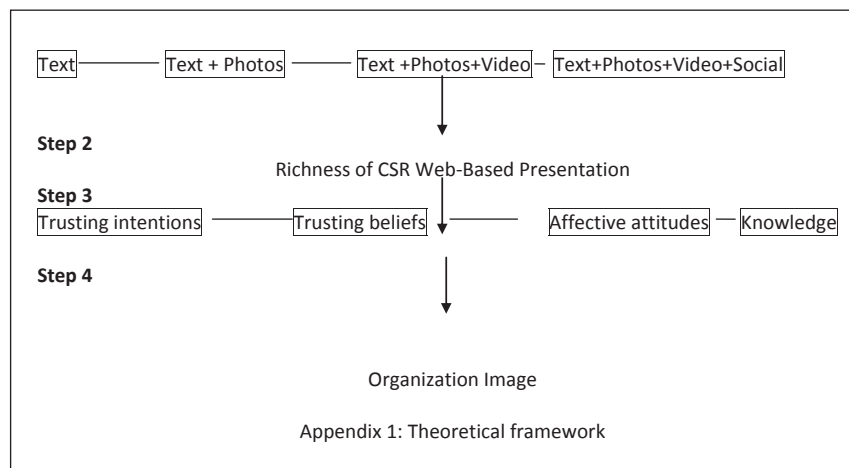 Text Text + Photos Text +Photos+Video Text+Photos+Video+Social
Step 2
Richness of CSR Web-Based Presentation
Step 3
Trusting intentions Trusting beliefs Affective attitudes Knowledge
Step 4
Organization Image
Appendix 1: Theoretical framework